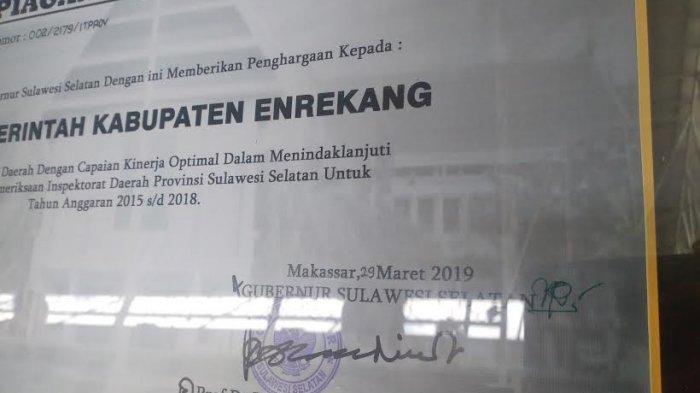 PIAGAM
nomor : 002/2179/ITPROV
rnur Sulawesi Selatan Dengan ini Memberikan Penghargaan Kepada :
ERINTAH KABUPATEN ENREKANG
Daerah Dengan Capaian Kinerja Optimal Dalam Menindaklanjuti
meriksaan Inspektorat Daerah Provinsi Sulawesi Selatan Untuk
Tahun Anggaran 2015 s/d 2018.
Makassar, 29 Maret 2019
GUBERNUR SULAWESI SELATAN
SULAWESI SELATAN